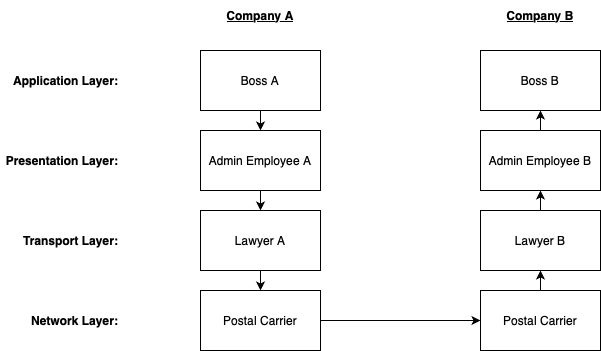 Company A
Company B
Application Layer:
Boss A
Boss B
Presentation Layer:
Admin Employee A
Admin Employee B
Transport Layer:
Lawyer A
Lawyer B
Network Layer:
Postal Carrier
Postal Carrier